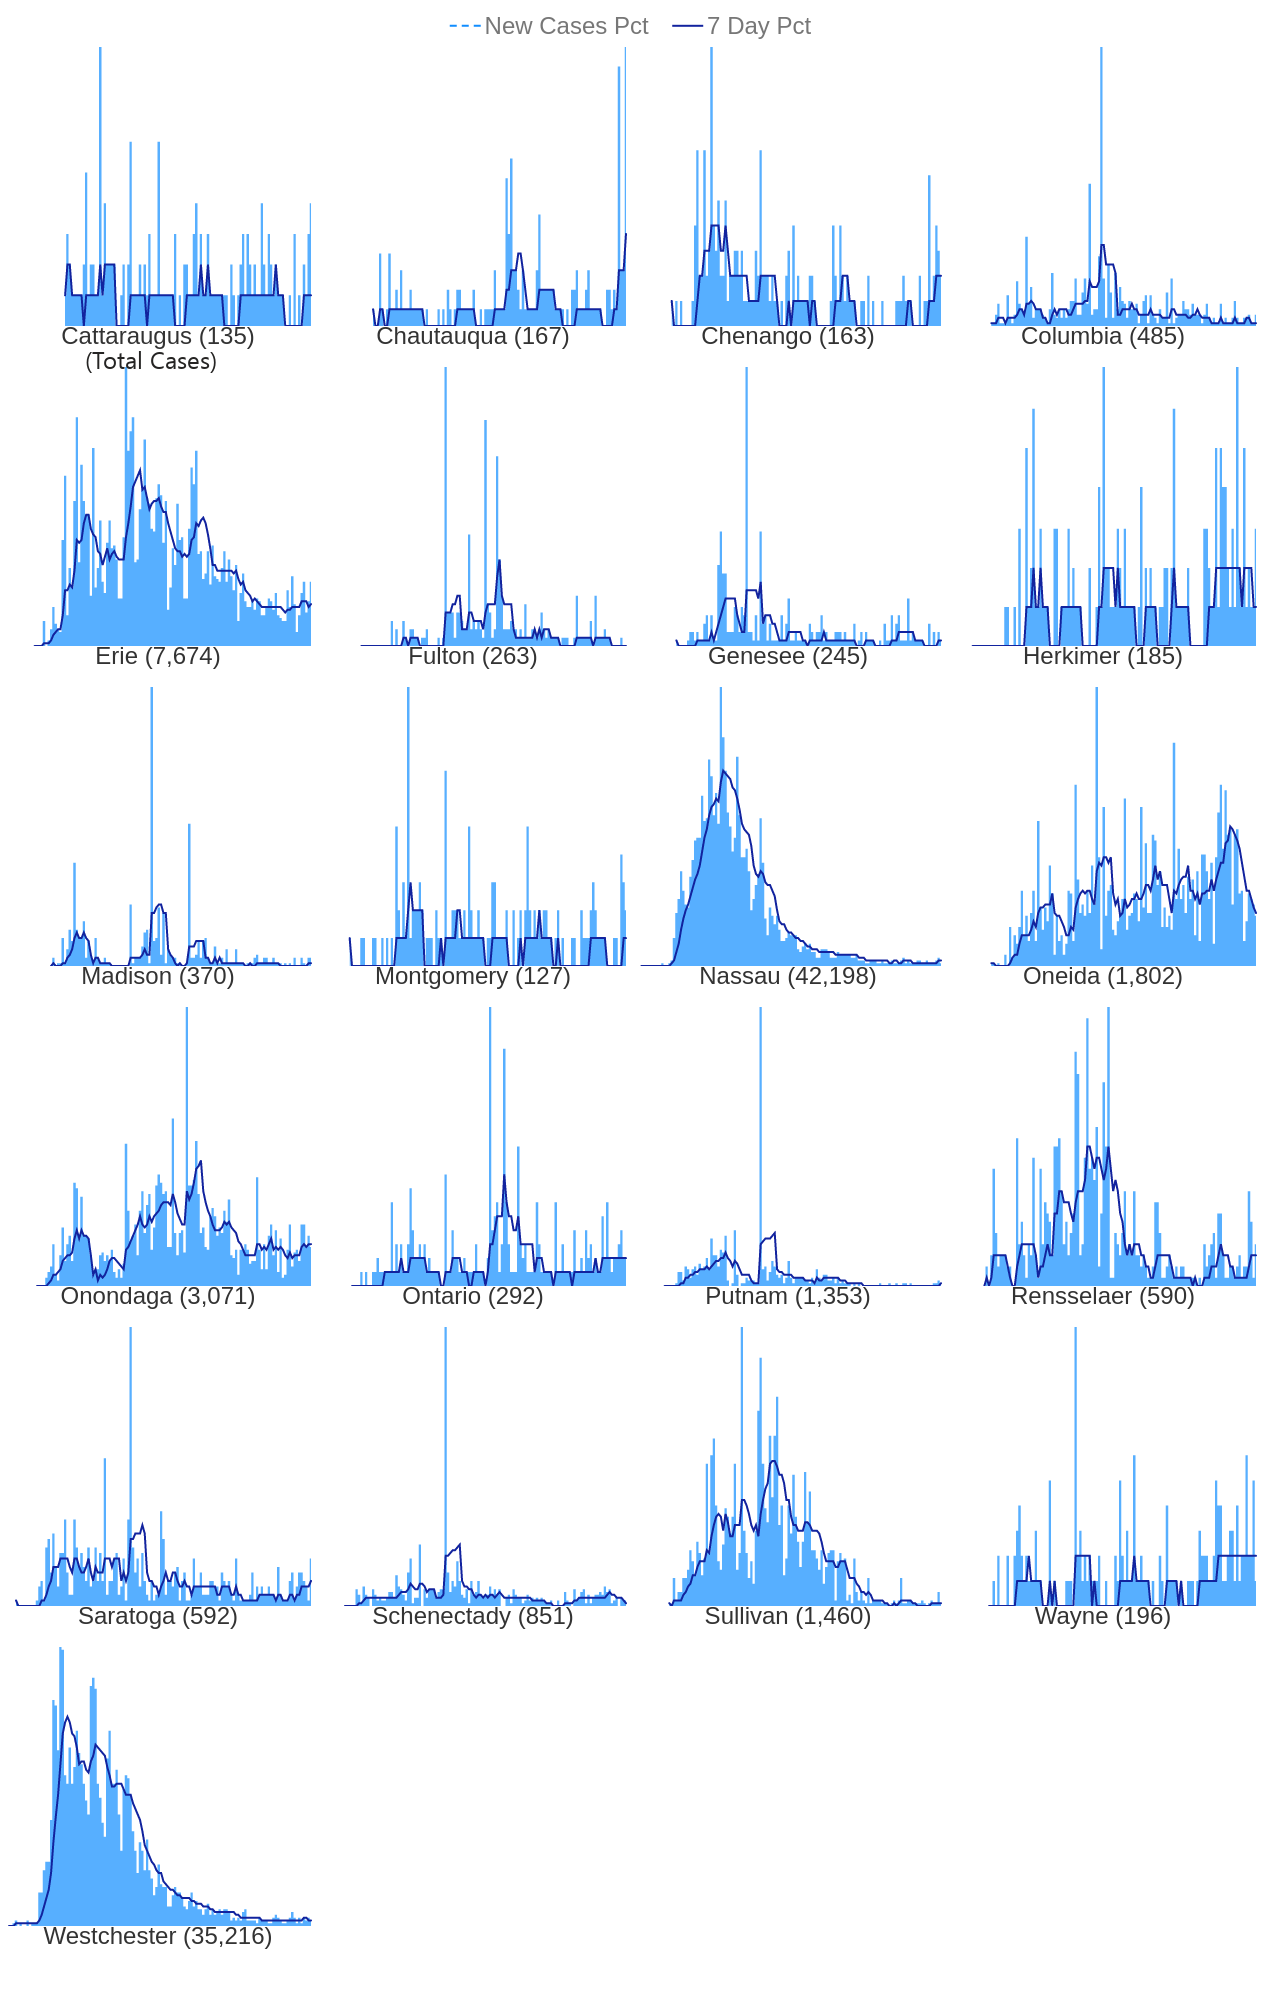 New Cases Pct 7 Day Pct
Cattaraugus (135) Chautauqua (167) Chenango (163) Columbia (485)
(Total Cases)
Erie (7,674) Fulton (263) Genesee (245) Herkimer (185)
Madison (370) Montgomery (127) Nassau (42,198) Oneida (1,802)
Onondaga (3,071) Ontario (292) Putnam (1,353) Rensselaer (590)
Saratoga (592) Schenectady (851) Sullivan (1,460) Wayne (196)
Westchester (35,216)